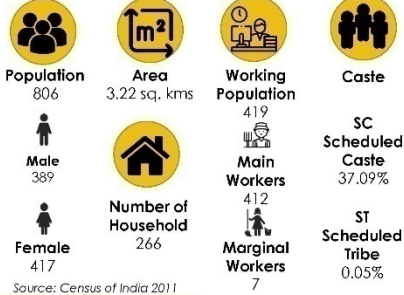 m²
Population
806
Male
389
Female
417
Area
3.22 sq. kms
Number of
Household
266
Working
Population
419
Main
Workers
412
Marginal
Workers
7
Caste
SC
Scheduled
Caste
37.09%
ST
Scheduled
Tribe
0.05%
Source: Census of India 2011